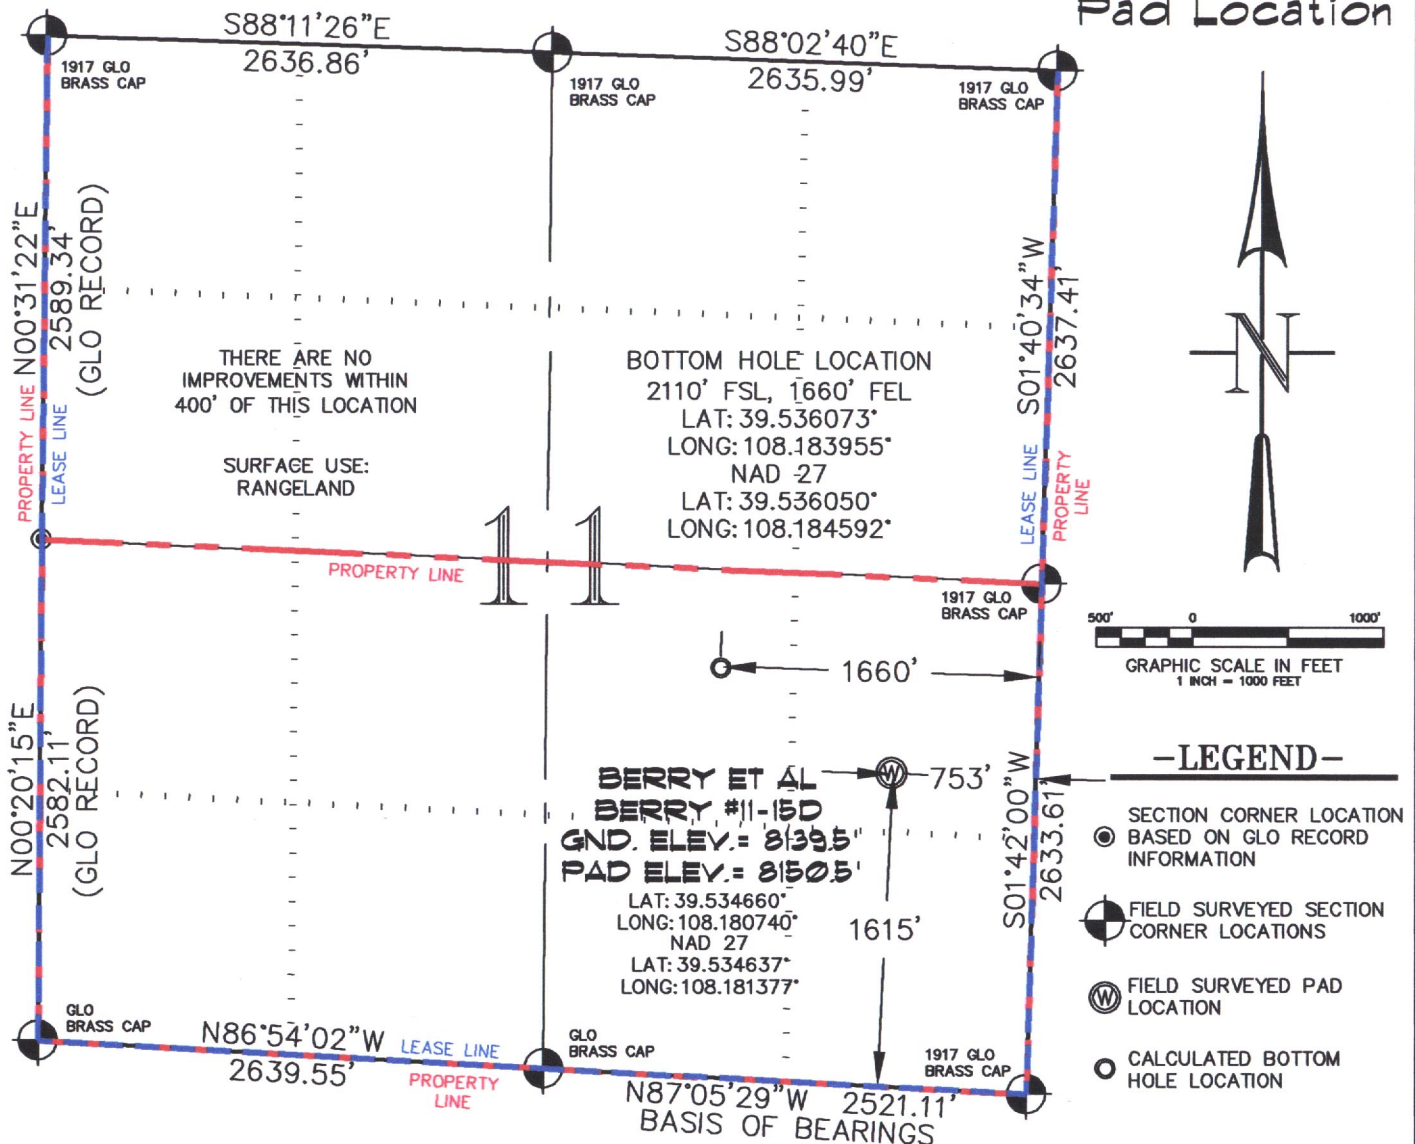 Pad Location
S88°11'26"E
2636.86'
S88°02'40"E
2635.99'
1917 GLO
BRASS CAP
1917 GLO
BRASS CAP
1917 GLO
BRASS CAP
N00°31'22"E
2589.34'
(GLO RECORD)
PROPERTY LINE
LEASE LINE
THERE ARE NO
IMPROVEMENTS WITHIN
400' OF THIS LOCATION
SURFAGE USE:
RANGELAND
BOTTOM HOLE LOCATION
2110' FSL, 1660' FEL
LAT: 39.536073°
LONG: 108.183955°
NAD 27
LAT: 39.536050°
LONG: 108.184592°
S01°40'34"W
2637.41'
LEASE LINE
PROPERTY
LINE
N
11
PROPERTY LINE
1917 GLO
BRASS CAP
500' 0 1000'
GRAPHIC SCALE IN FEET
1 INCH = 1000 FEET
1660'
N00°20'15"E
2582.11'
(GLO RECORD)
BERRY ET AL
BERRY #11-15D
GND. ELEV.= 8139.5'
PAD ELEV.= 8150.5'
LAT: 39.534660°
LONG: 108.180740°
NAD 27
LAT: 39.534637°
LONG: 108.181377°
W
753'
1615'
S01°42'00"W
2633.61'
-LEGEND-
SECTION CORNER LOCATION
BASED ON GLO RECORD
INFORMATION
FIELD SURVEYED SECTION
CORNER LOCATIONS
W
FIELD SURVEYED PAD
LOCATION
CALCULATED BOTTOM
HOLE LOCATION
GLO
BRASS CAP
N86°54'02"W
2639.55'
LEASE LINE
PROPERTY
LINE
GLO
BRASS CAP
1917 GLO
BRASS CAP
N87°05'29"W 2521.11'
BASIS OF BEARINGS